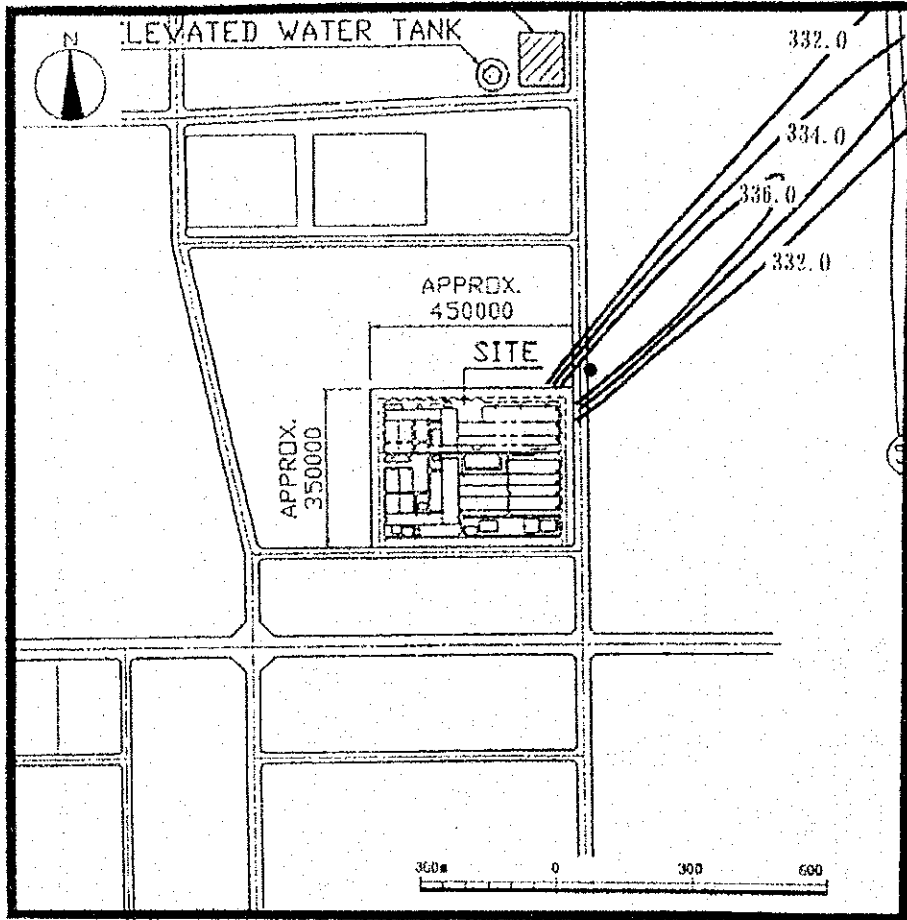 N
LEVATED WATER TANK
332.0
334.0
336.0
332.0
APPROX.
450000
SITE
APPROX.
350000
300m 0 300 600